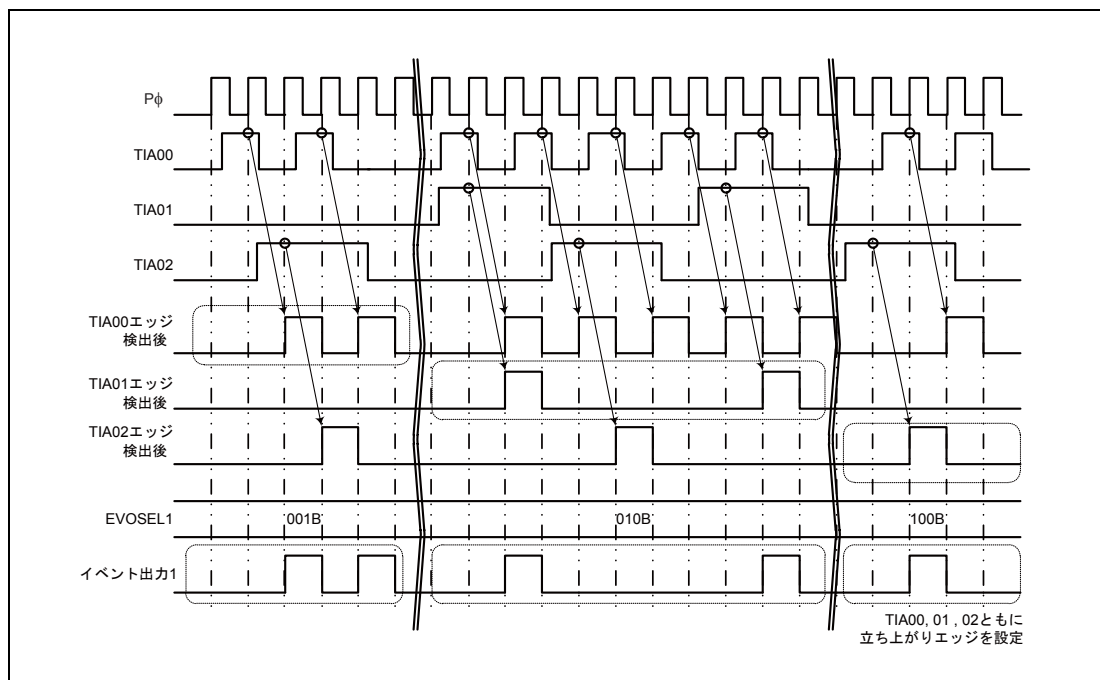 Pϕ
TIA00
TIA01
TIA02
TIA00エッジ
検出後
TIA01エッジ
検出後
TIA02エッジ
検出後
EVOSEL1
001B
010B
100B
イベント出力1
TIA00, 01 , 02ともに
立ち上がりエッジを設定